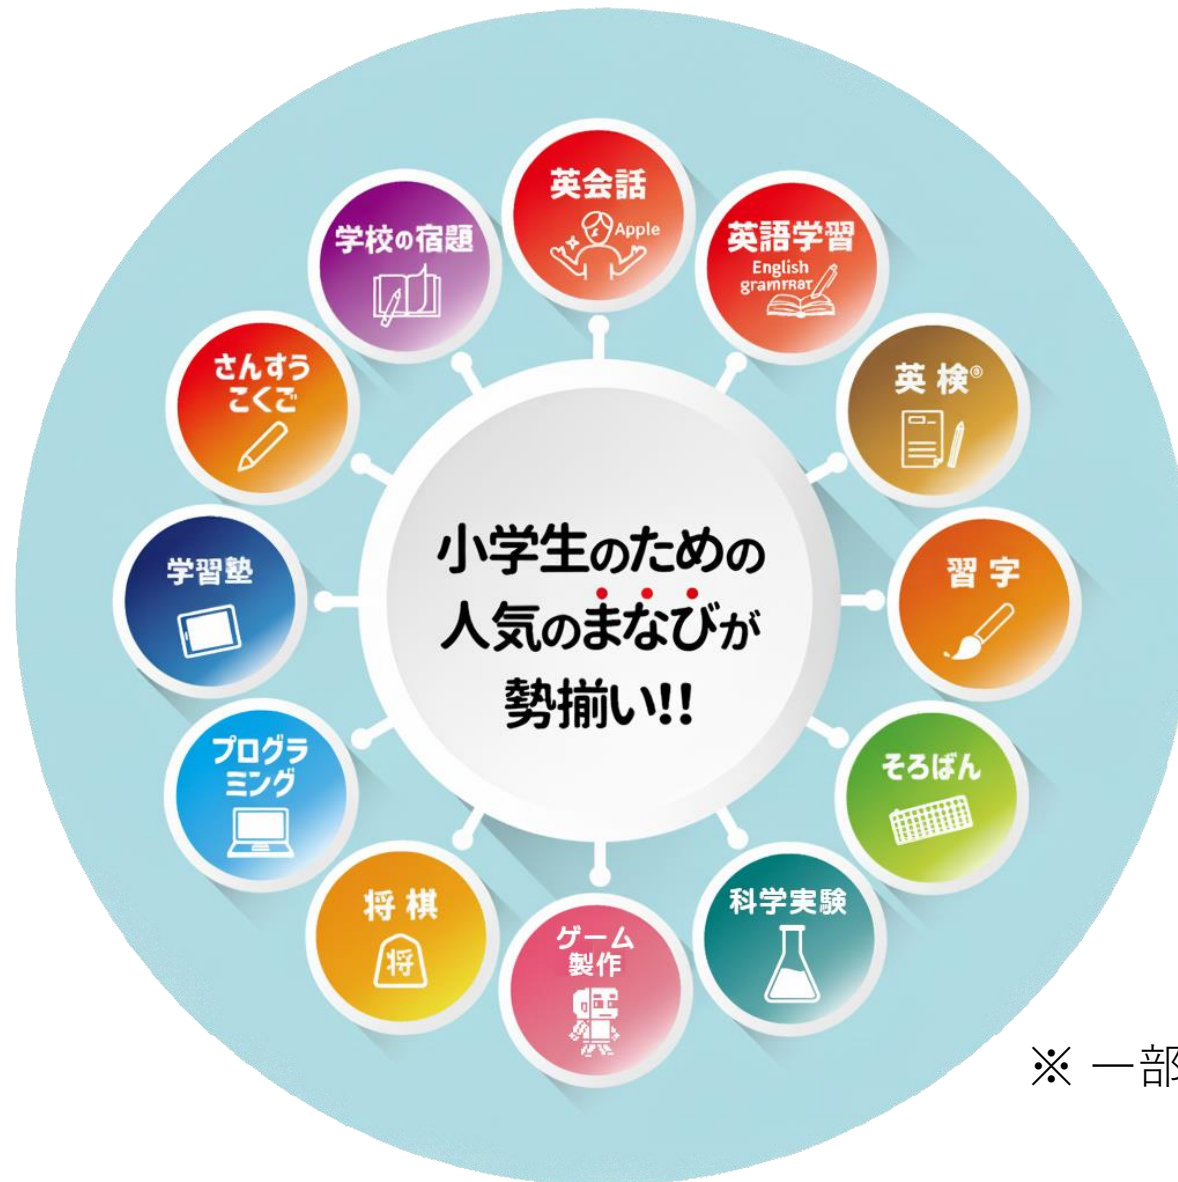 小学生のための
人気のまなびが
勢揃い!!
英会話
Apple
英語学習
English
grammar
英検®
習字
そろばん
科学実験
ゲーム
製作
将棋
将
プログラ
ミング
学習塾
さんすう
こくご
学校の宿題
※ 一部